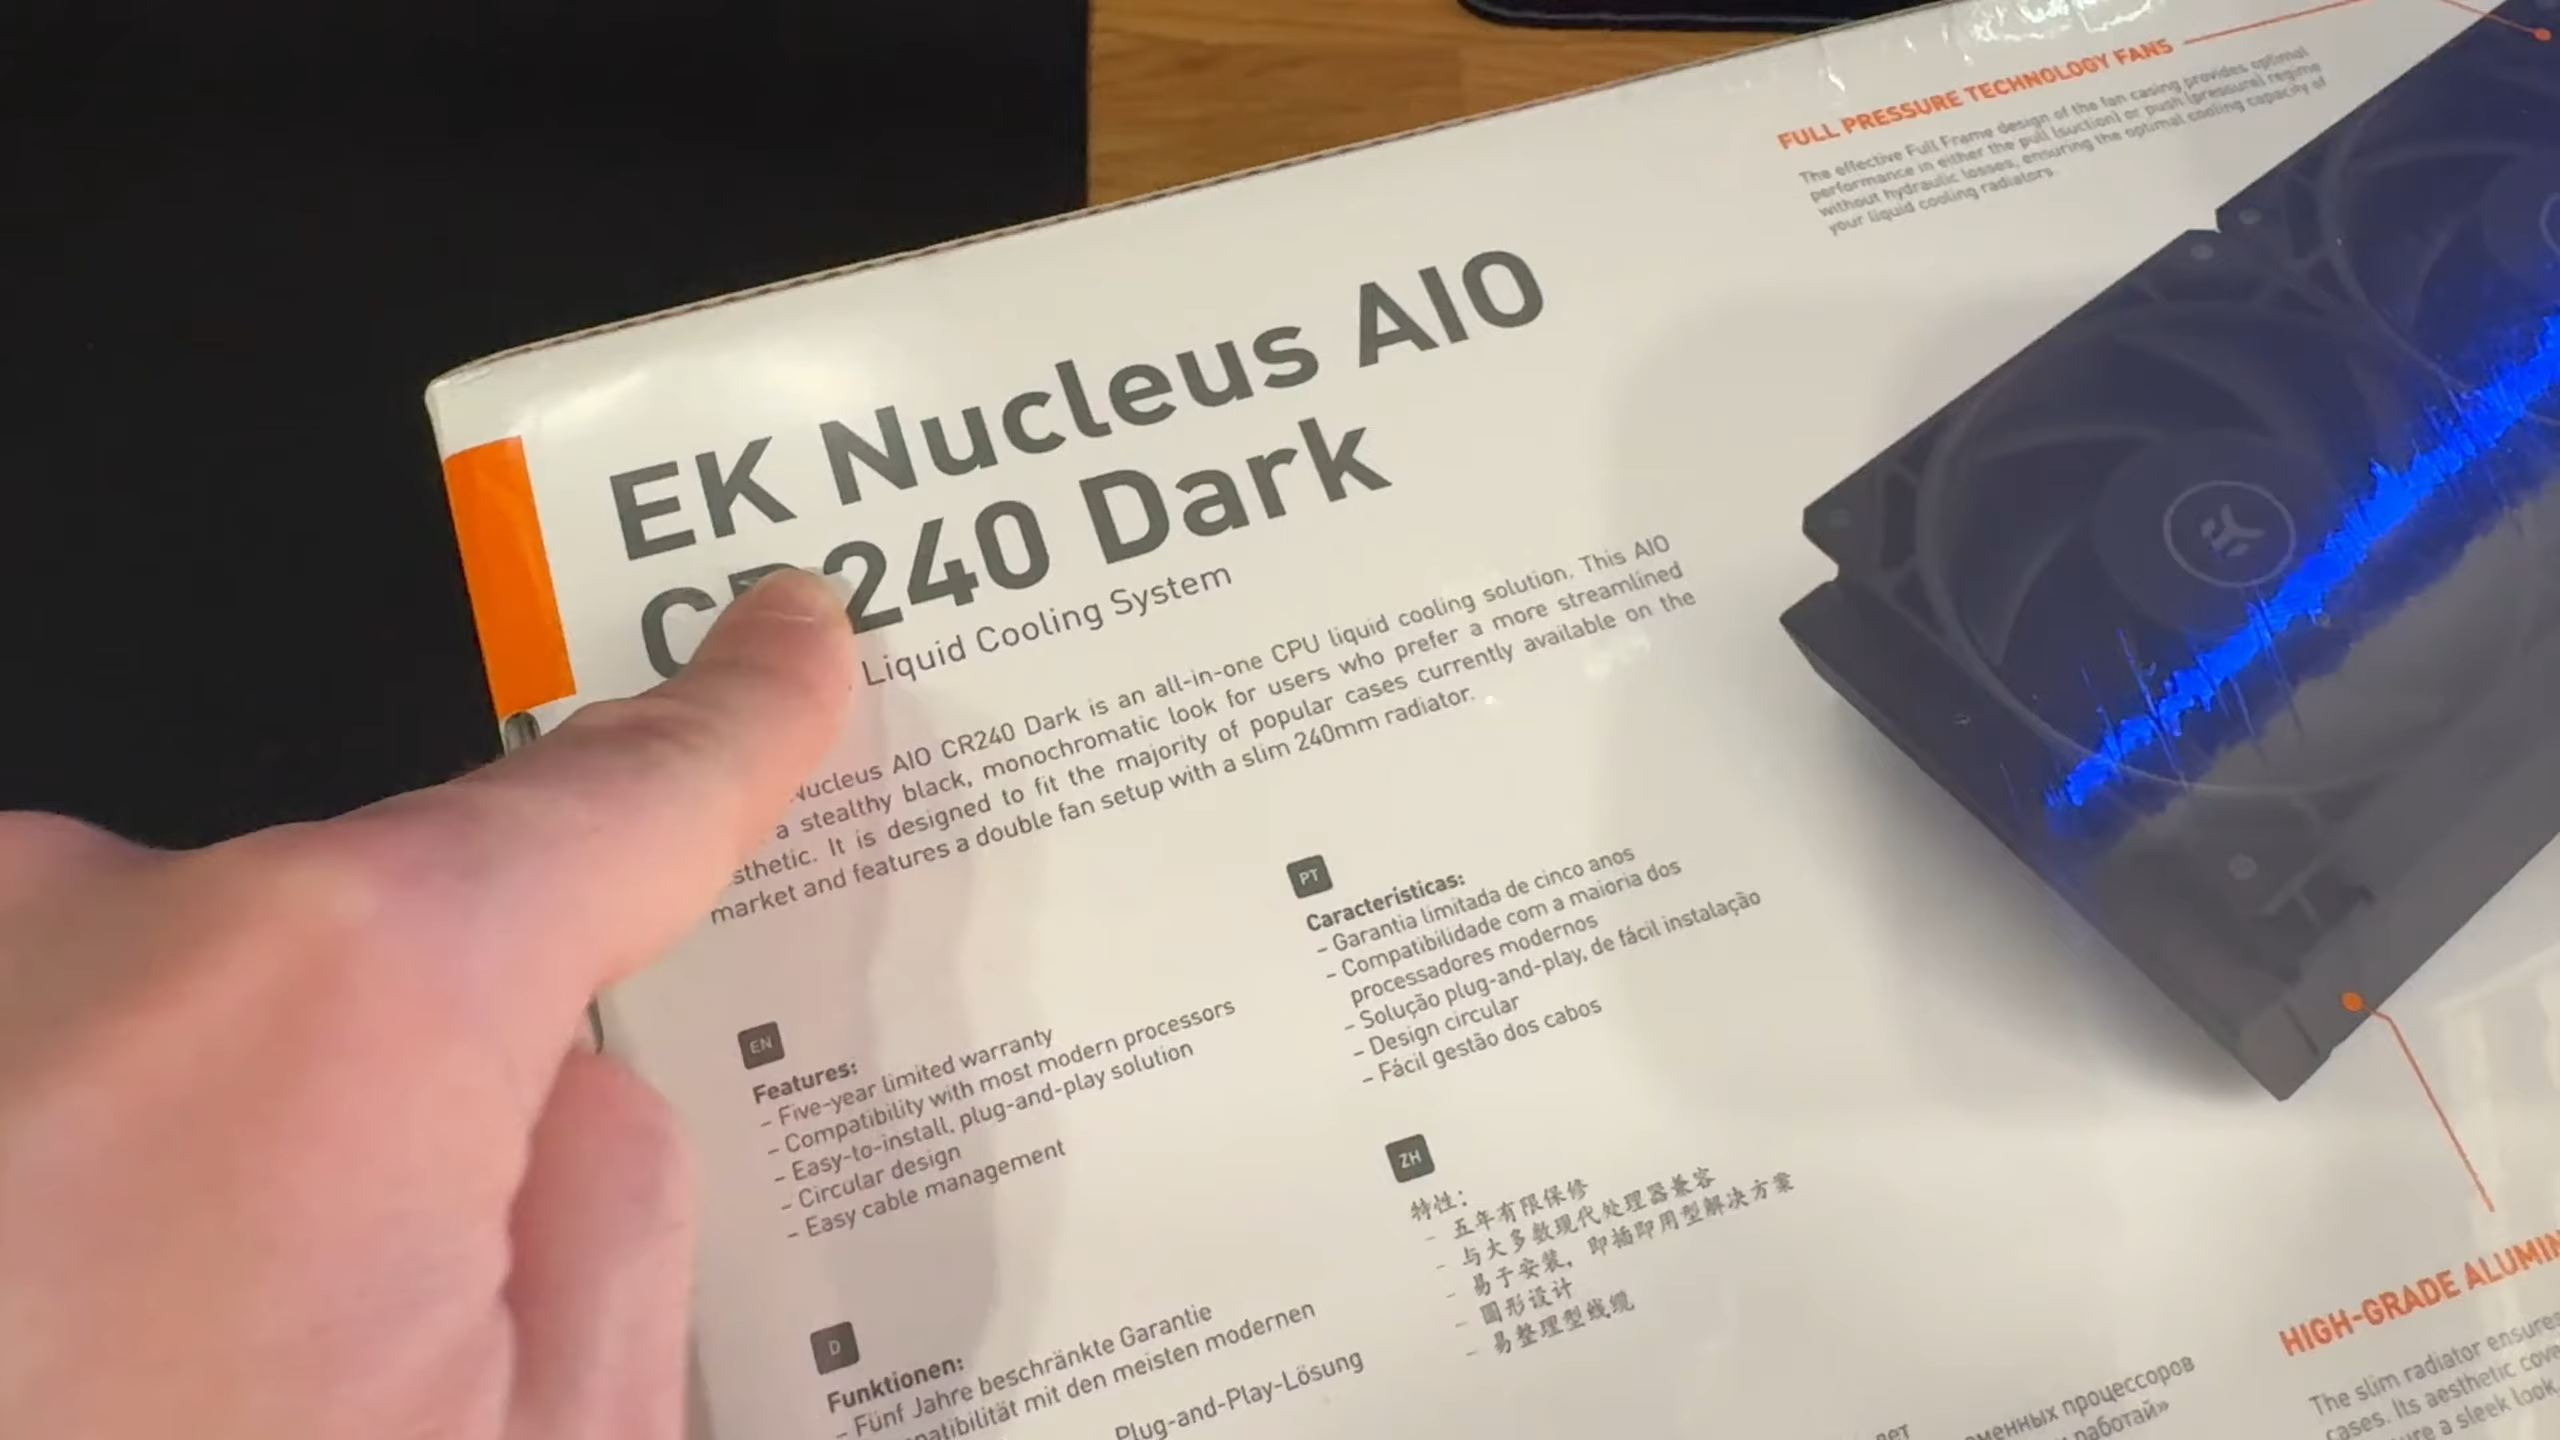 FULL PRESSURE TECHNOLOGY FANS
The effective Full Frame design of the fan casing provides optimal
performance in either the pull (suction) or push (pressure) regime
without hydraulic losses, ensuring the optimal cooling capacity of
your liquid cooling radiators.
EK Nucleus AIO
CR240 Dark
Liquid Cooling System
Nucleus AIO CR240 Dark is an all-in-one CPU liquid cooling solution. This AIO
a stealthy black, monochromatic look for users who prefer a more streamlined
sthetic. It is designed to fit the majority of popular cases currently available on the
market and features a double fan setup with a slim 240mm radiator.
EN
Features:
- Five-year limited warranty
- Compatibility with most modern processors
- Easy-to-install, plug-and-play solution
- Circular design
- Easy cable management
PT
Características:
- Garantia limitada de cinco anos
- Compatibilidade com a maioria dos
processadores modernos
- Solução plug-and-play, de fácil instalação
- Design circular
- Fácil gestão dos cabos
ZH
特性:
- 五年有限保修
- 与大多数现代处理器兼容
- 易于安装，即插即用型解决方案
- 圆形设计
- 易整理型线缆
D
Funktionen:
- Fünf Jahre beschränkte Garantie
patibilität mit den meisten modernen
Plug-and-Play-Lösung
менных процессоров
работай»
лет
HIGH-GRADE ALUMIN
The slim radiator ensures
cases. Its aesthetic cove
ure a sleek look,